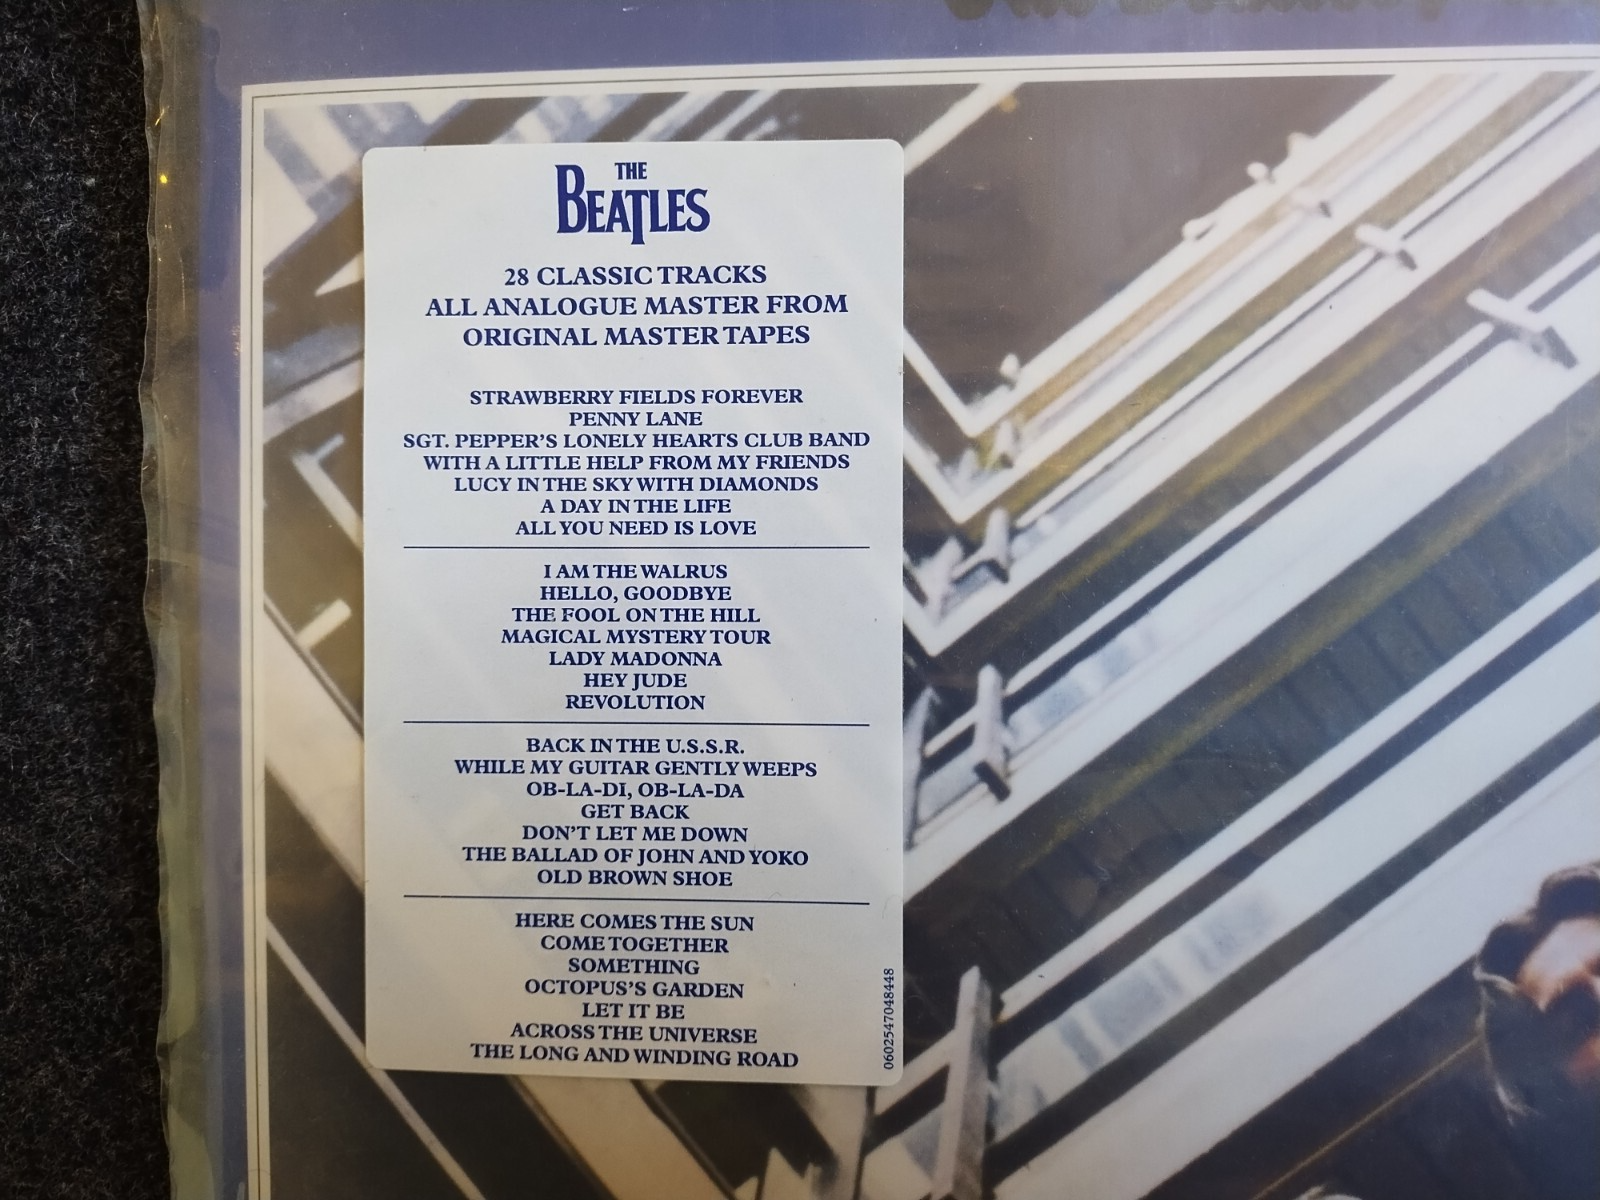 THE
BEATLES
28 CLASSIC TRACKS
ALL ANALOGUE MASTER FROM
ORIGINAL MASTER TAPES
STRAWBERRY FIELDS FOREVER
PENNY LANE
SGT. PEPPER'S LONELY HEARTS CLUB BAND
WITH A LITTLE HELP FROM MY FRIENDS
LUCY IN THE SKY WITH DIAMONDS
A DAY IN THE LIFE
ALL YOU NEED IS LOVE
I AM THE WALRUS
HELLO, GOODBYE
THE FOOL ON THE HILL
MAGICAL MYSTERY TOUR
LADY MADONNA
HEY JUDE
REVOLUTION
BACK IN THE U.S.S.R.
WHILE MY GUITAR GENTLY WEEPS
OB-LA-DI, OB-LA-DA
GET BACK
DON'T LET ME DOWN
THE BALLAD OF JOHN AND YOKO
OLD BROWN SHOE
HERE COMES THE SUN
COME TOGETHER
SOMETHING
OCTOPUS'S GARDEN
LET IT BE
ACROSS THE UNIVERSE
THE LONG AND WINDING ROAD
0602547048448